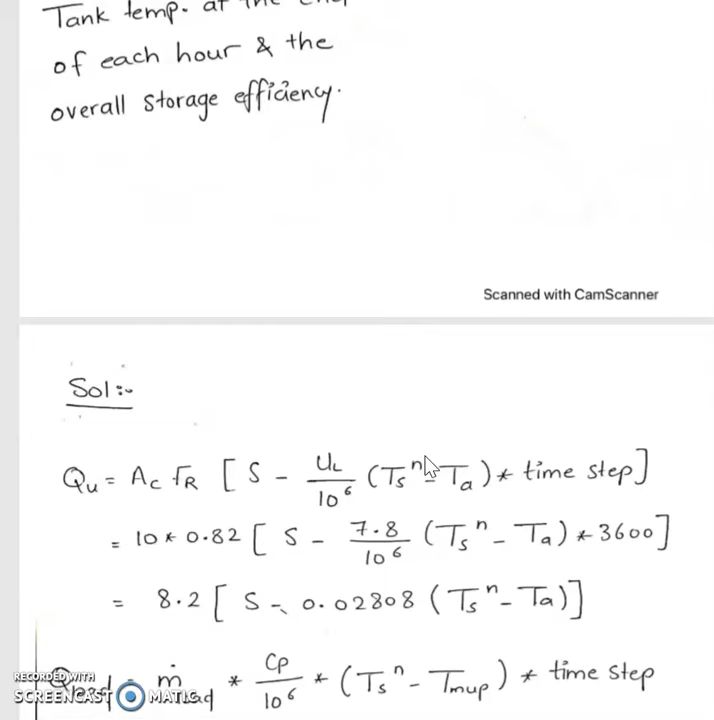 Tank temp. at the end
of each hour & the
overall storage efficiency.
Scanned with CamScanner
Sol:-
Qu = Ac FR [ S - UL/10^6 (Ts^n - Ta) * time step]
= 10 * 0.82 [ S - 7.8/10^6 (Ts^n - Ta) * 3600]
= 8.2 [ S - 0.02808 (Ts^n - Ta)]
ṁ * Cp/10^6 * (Ts^n - Tmup) * time step
RECORDED WITH
SCREENCAST MATIC